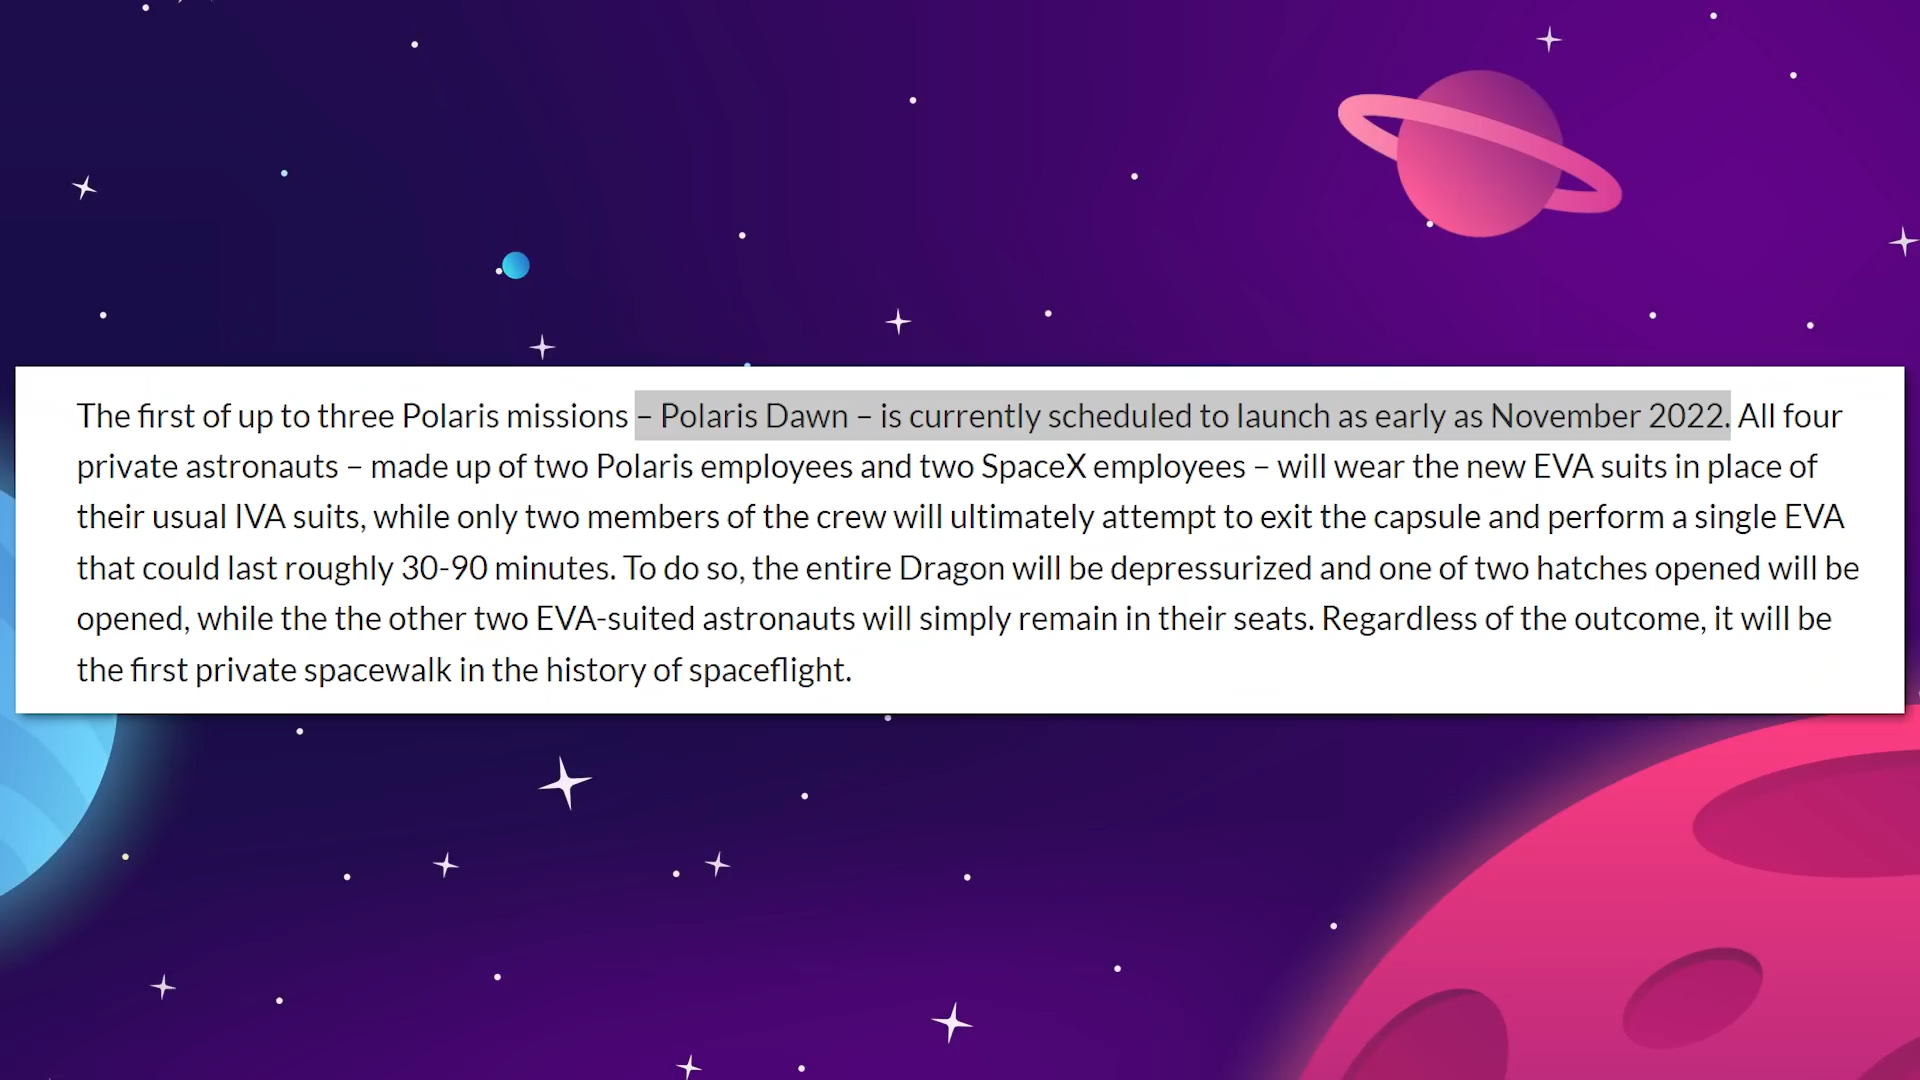 The first of up to three Polaris missions – Polaris Dawn – is currently scheduled to launch as early as November 2022. All four
private astronauts – made up of two Polaris employees and two SpaceX employees – will wear the new EVA suits in place of
their usual IVA suits, while only two members of the crew will ultimately attempt to exit the capsule and perform a single EVA
that could last roughly 30-90 minutes. To do so, the entire Dragon will be depressurized and one of two hatches opened will be
opened, while the the other two EVA-suited astronauts will simply remain in their seats. Regardless of the outcome, it will be
the first private spacewalk in the history of spaceflight.